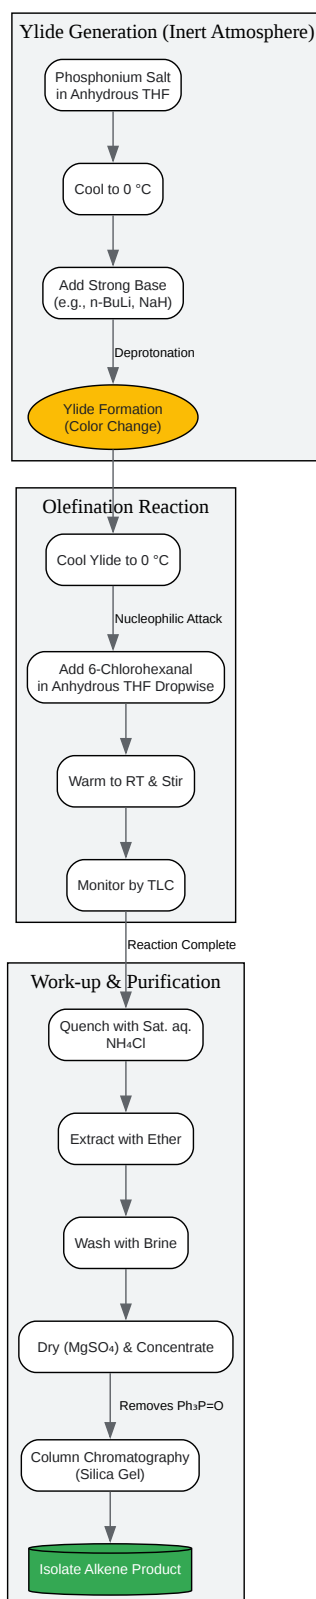 Ylide Generation (Inert Atmosphere)
Phosphonium Salt
in Anhydrous THF
Cool to 0 °C
Add Strong Base
(e.g., n-BuLi, NaH)
Deprotonation
Ylide Formation
(Color Change)
Olefination Reaction
Cool Ylide to 0 °C
Nucleophilic Attack
Add 6-Chlorohexanal
in Anhydrous THF Dropwise
Warm to RT & Stir
Monitor by TLC
Reaction Complete
Work-up & Purification
Quench with Sat. aq.
NH₄Cl
Extract with Ether
Wash with Brine
Dry (MgSO₄) & Concentrate
Removes Ph₃P=O
Column Chromatography
(Silica Gel)
Isolate Alkene Product